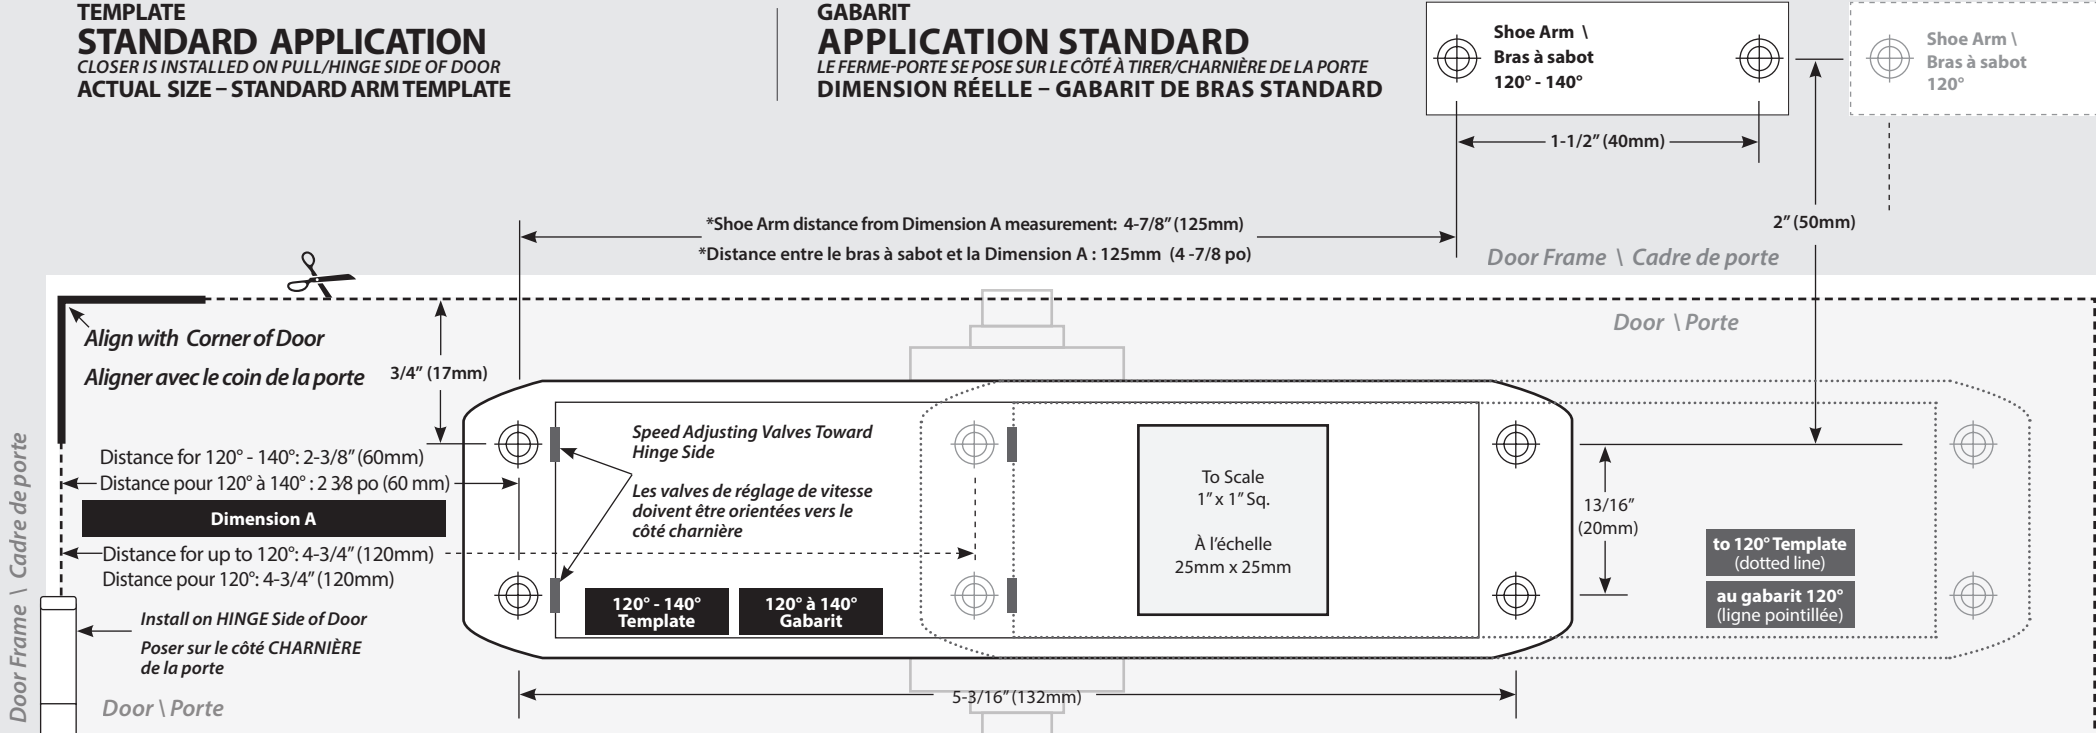 TEMPLATE
STANDARD APPLICATION
CLOSER IS INSTALLED ON PULL/HINGE SIDE OF DOOR
ACTUAL SIZE – STANDARD ARM TEMPLATE
GABARIT
APPLICATION STANDARD
LE FERME-PORTE SE POSE SUR LE CÔTÉ À TIRER/CHARNIÈRE DE LA PORTE
DIMENSION RÉELLE – GABARIT DE BRAS STANDARD
Shoe Arm \
Bras à sabot
120° - 140°
Shoe Arm \
Bras à sabot
120°
1-1/2” (40mm)
2” (50mm)
*Shoe Arm distance from Dimension A measurement: 4-7/8” (125mm)
*Distance entre le bras à sabot et la Dimension A : 125mm (4 -7/8 po)
Door Frame \ Cadre de porte
Door \ Porte
Align with Corner of Door
Aligner avec le coin de la porte
3/4” (17mm)
Distance for 120° - 140°: 2-3/8” (60mm)
Distance pour 120° à 140° : 2 3⁄8 po (60 mm)
Dimension A
Distance for up to 120°: 4-3/4” (120mm)
Distance pour 120°: 4-3/4” (120mm)
Install on HINGE Side of Door
Poser sur le côté CHARNIÈRE
de la porte
Door \ Porte
Door Frame \ Cadre de porte
Speed Adjusting Valves Toward
Hinge Side
Les valves de réglage de vitesse
doivent être orientées vers le
côté charnière
120° - 140°
Template
120° à 140°
Gabarit
To Scale
1” x 1” Sq.
À l’échelle
25mm x 25mm
13/16”
(20mm)
to 120° Template
(dotted line)
au gabarit 120°
(ligne pointillée)
5-3/16” (132mm)